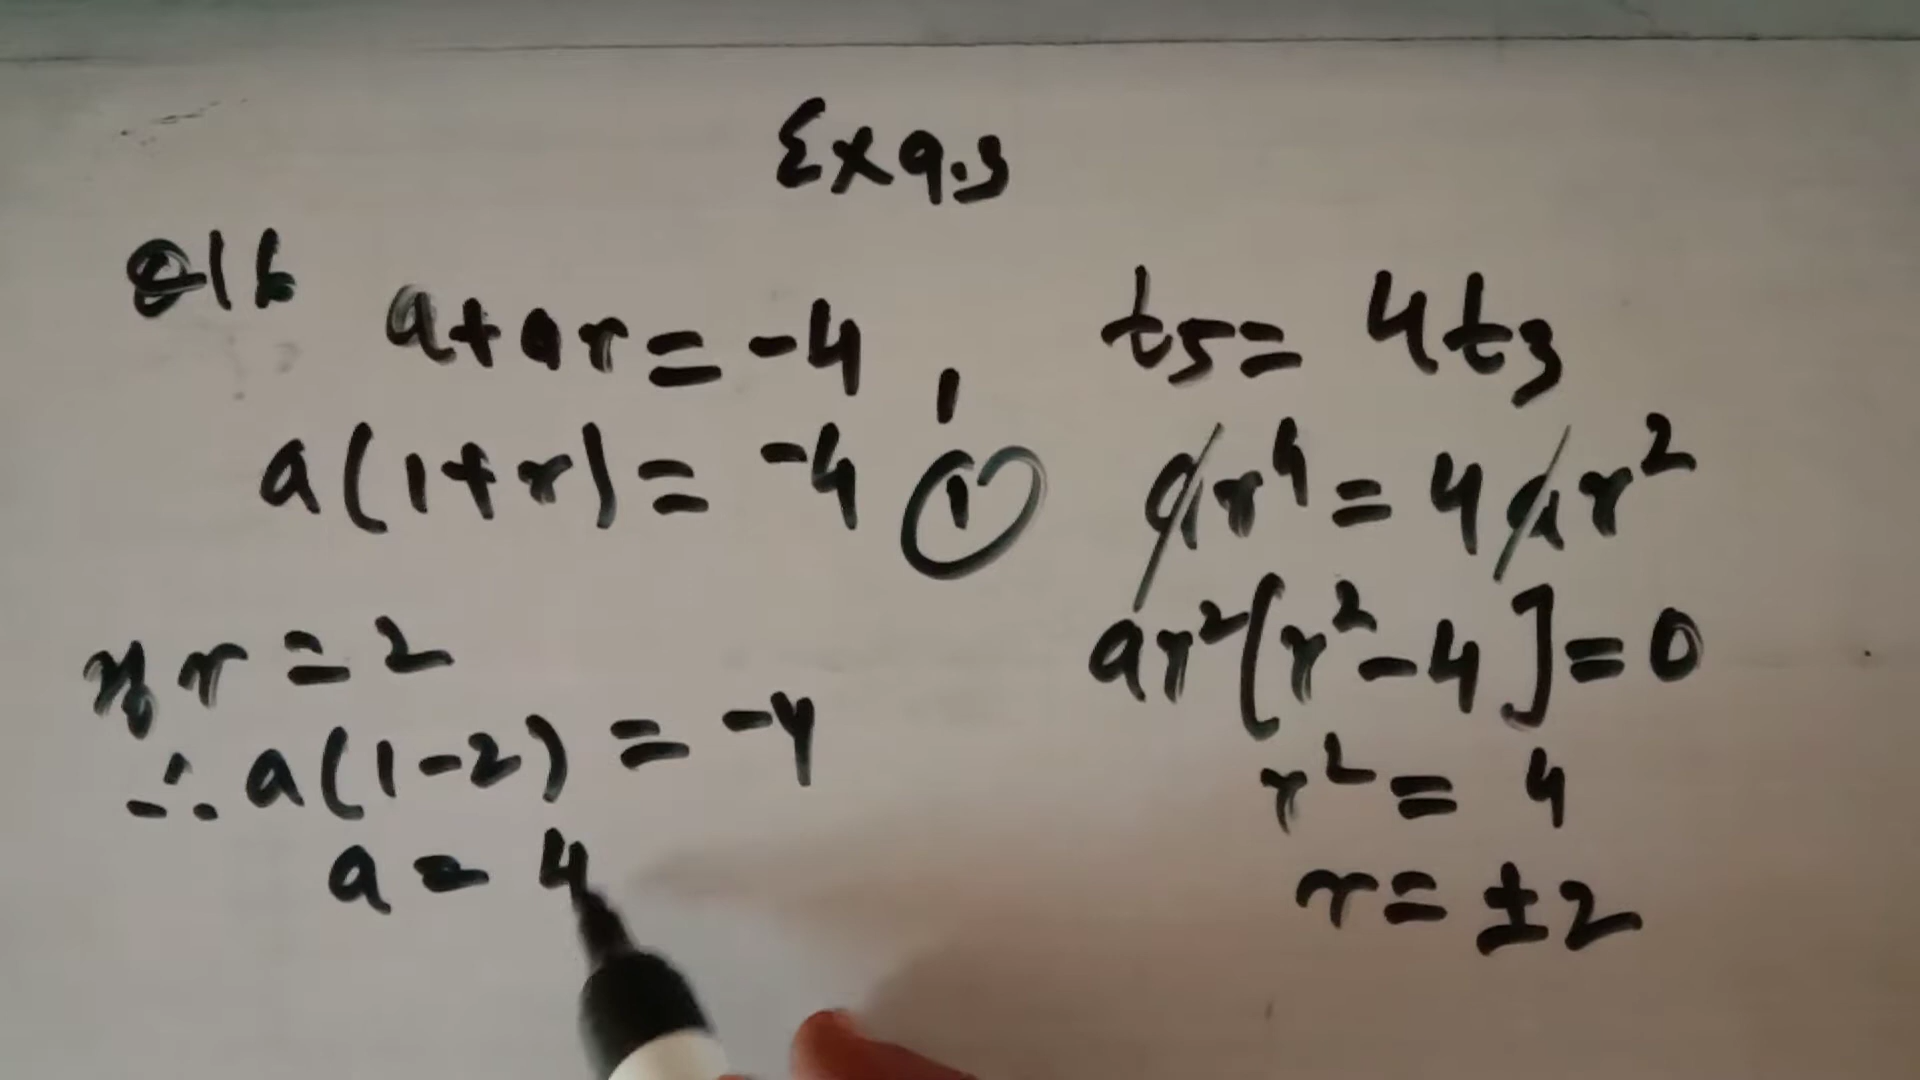 Ex 9.3
Q16
a+ar = -4
a(1+r) = -4 ①
t5 = 4t3
ar⁴ = 4ar²
ar²[r²-4] = 0
r² = 4
r = ±2
if r = 2
∴ a(1-2) = -4
a = 4